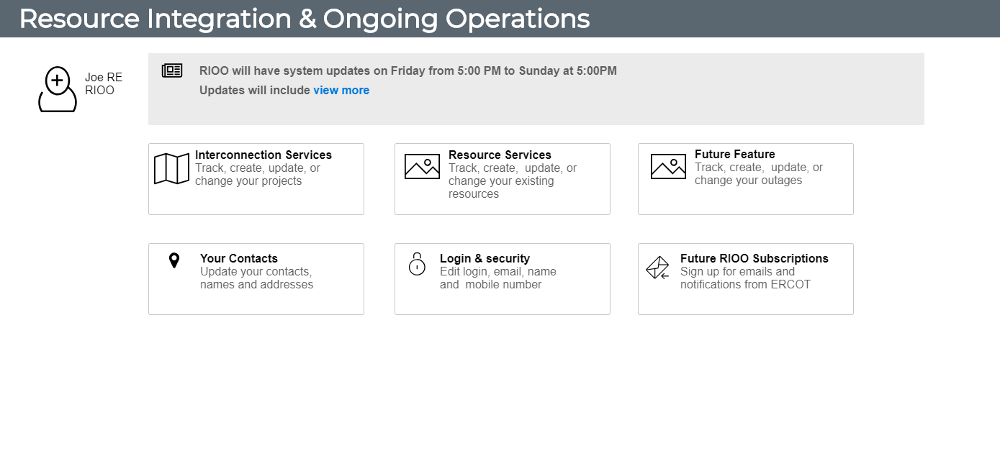 Resource Integration & Ongoing Operations
Joe RE
RIOO
RIOO will have system updates on Friday from 5:00 PM to Sunday at 5:00PM
Updates will include view more
Interconnection Services
Track, create, update, or
change your projects
Resource Services
Track, create,  update, or
change your existing
resources
Future Feature
Track, create,  update, or
change your outages
Your Contacts
Update your contacts,
names and addresses
Login & security
Edit login, email, name
and  mobile number
Future RIOO Subscriptions
Sign up for emails and
notifications from ERCOT